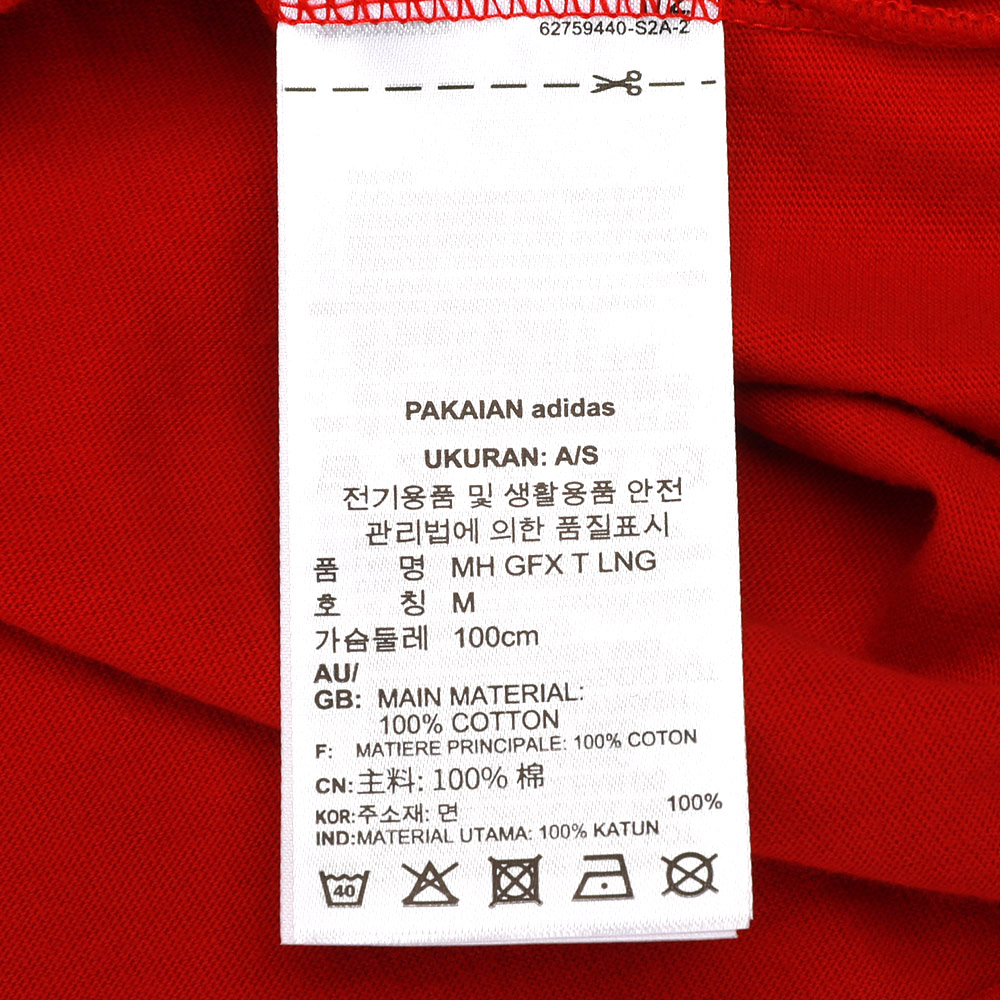 62759440-S2A-2
PAKAIAN adidas
UKURAN: A/S
전기용품 및 생활용품 안전
관리법에 의한 품질표시
품 명 MH GFX T LNG
호 칭 M
가슴둘레 100cm
AU/
GB: MAIN MATERIAL:
100% COTTON
F: MATIERE PRINCIPALE: 100% COTON
CN:主料: 100% 棉
KOR:주소재: 면 100%
IND:MATERIAL UTAMA: 100% KATUN
40